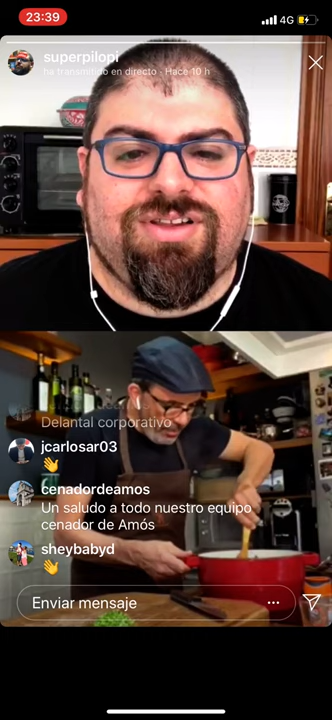 23:39
4G
superpilopi
ha transmitido en directo · Hace 10 h
Delantal corporativo
jcarlosar03
👋
cenadordeamos
Un saludo a todo nuestro equipo
cenador de Amós
sheybabyd
👋
Enviar mensaje